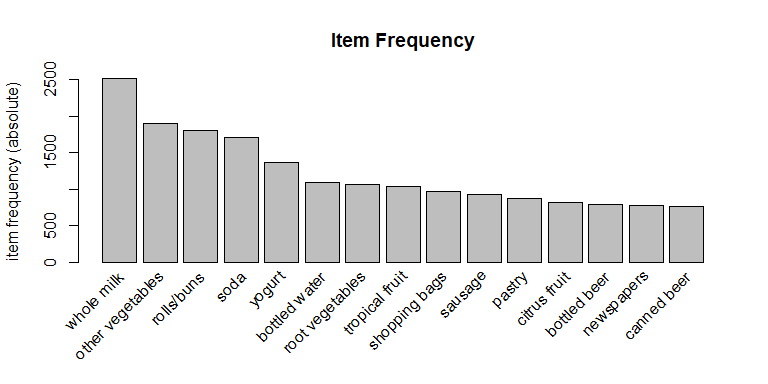 Item Frequency
item frequency (absolute)
2500
1500
500
0
whole milk
other vegetables
rolls/buns
soda
yogurt
bottled water
root vegetables
tropical fruit
shopping bags
sausage
pastry
citrus fruit
bottled beer
newspapers
canned beer